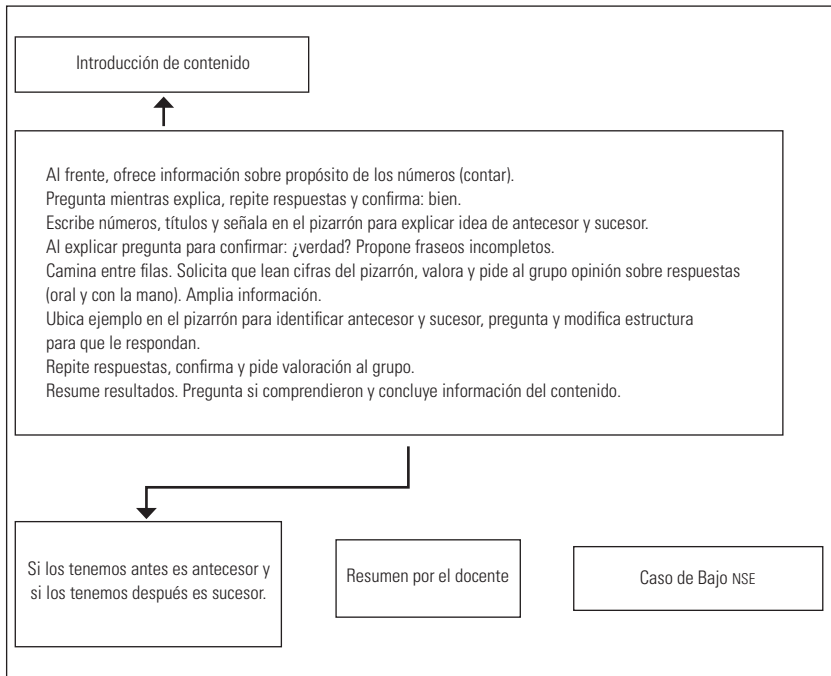 Introducción de contenido
Al frente, ofrece información sobre propósito de los números (contar).
Pregunta mientras explica, repite respuestas y confirma: bien.
Escribe números, títulos y señala en el pizarrón para explicar idea de antecesor y sucesor.
Al explicar pregunta para confirmar: ¿verdad? Propone fraseos incompletos.
Camina entre filas. Solicita que lean cifras del pizarrón, valora y pide al grupo opinión sobre respuestas
(oral y con la mano). Amplia información.
Ubica ejemplo en el pizarrón para identificar antecesor y sucesor, pregunta y modifica estructura
para que le respondan.
Repite respuestas, confirma y pide valoración al grupo.
Resume resultados. Pregunta si comprendieron y concluye información del contenido.
Si los tenemos antes es antecesor y
si los tenemos después es sucesor.
Resumen por el docente
Caso de Bajo NSE